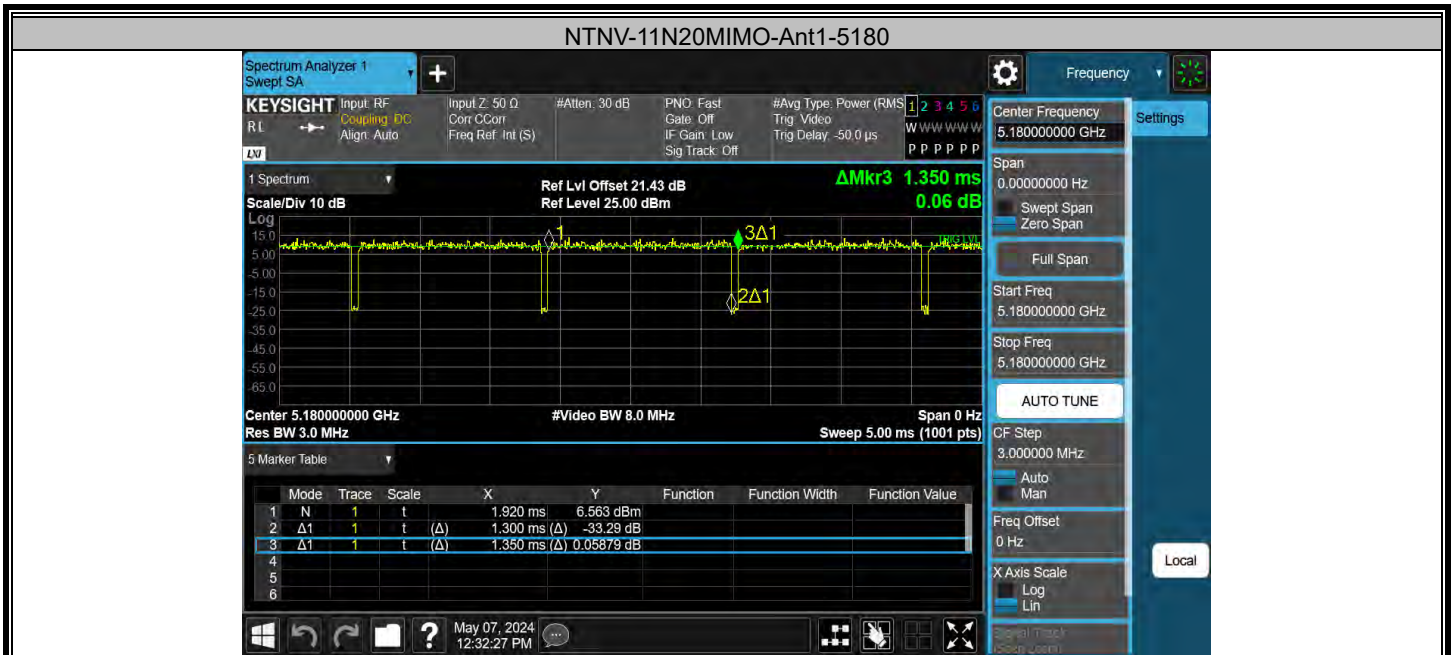 NTNV-11N20MIMO-Ant1-5180
Spectrum Analyzer 1
Swept SA
Frequency
KEYSIGHT
RL
LXI
Input: RF
Coupling: DC
Align: Auto
Input Z: 50 Ω
Corr CCorr
Freq Ref: Int (S)
#Atten: 30 dB
PNO: Fast
Gate: Off
IF Gain: Low
Sig Track: Off
#Avg Type: Power (RMS
Trig: Video
Trig Delay: -50.0 µs
1 2 3 4 5 6
W W W W W W
P P P P P P
1 Spectrum
Scale/Div 10 dB
Ref Lvl Offset 21.43 dB
Ref Level 25.00 dBm
ΔMkr3 1.350 ms
0.06 dB
Log
15.0
5.00
-5.00
-15.0
-25.0
-35.0
-45.0
-55.0
-65.0
1
3Δ1
2Δ1
TRIG LVL
Center 5.180000000 GHz
#Video BW 8.0 MHz
Span 0 Hz
Res BW 3.0 MHz
Sweep 5.00 ms (1001 pts)
5 Marker Table
Mode Trace Scale X Y Function Function Width Function Value
1 N 1 t 1.920 ms 6.563 dBm
2 Δ1 1 t (Δ) 1.300 ms (Δ) -33.29 dB
3 Δ1 1 t (Δ) 1.350 ms (Δ) 0.05879 dB
4
5
6
May 07, 2024
12:32:27 PM
Center Frequency
5.180000000 GHz
Settings
Span
0.00000000 Hz
Swept Span
Zero Span
Full Span
Start Freq
5.180000000 GHz
Stop Freq
5.180000000 GHz
AUTO TUNE
CF Step
3.000000 MHz
Auto
Man
Freq Offset
0 Hz
Local
X Axis Scale
Log
Lin
Signal Track
(Span Zoom)